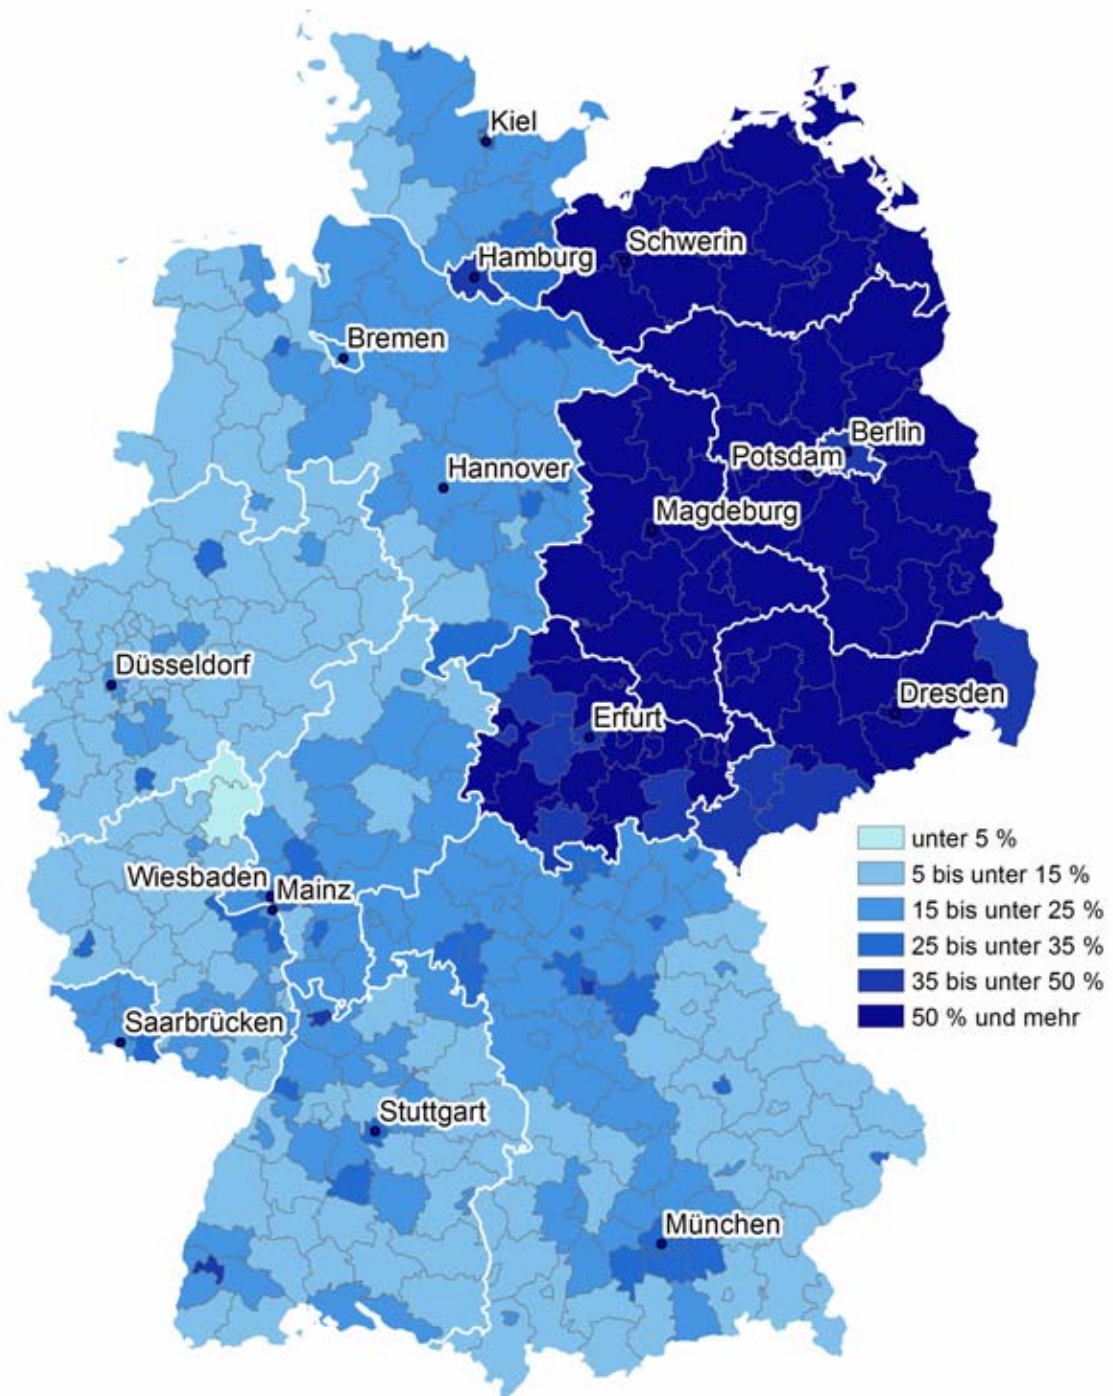 Kiel
Schwerin
Hamburg
Bremen
Berlin
Potsdam
Hannover
Magdeburg
Düsseldorf
Dresden
Erfurt
Wiesbaden
Mainz
Saarbrücken
Stuttgart
München
unter 5 %
5 bis unter 15 %
15 bis unter 25 %
25 bis unter 35 %
35 bis unter 50 %
50 % und mehr